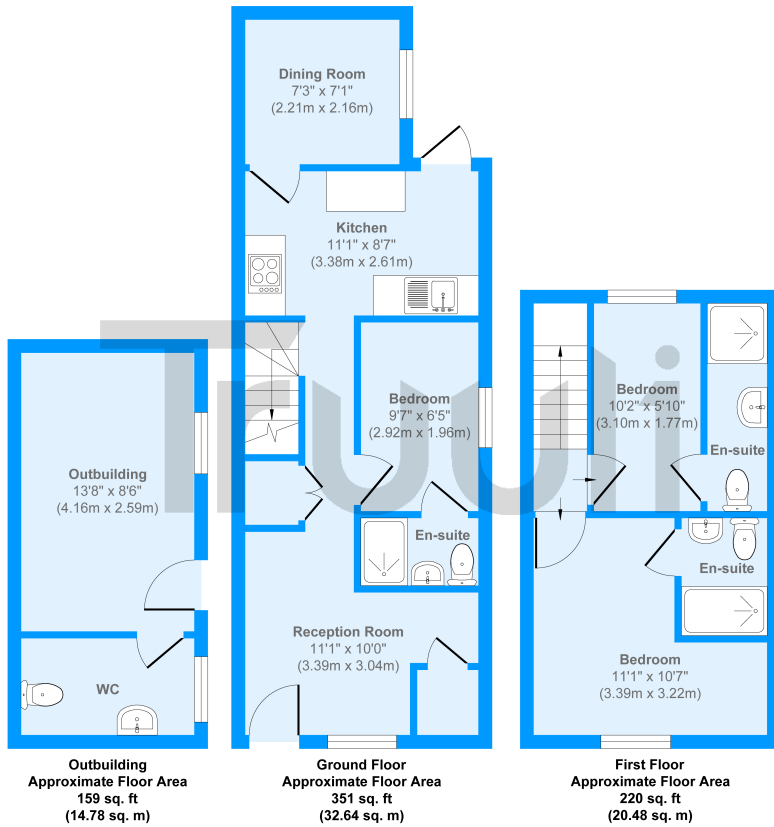 Dining Room
7'3" x 7'1"
(2.21m x 2.16m)
Kitchen
11'1" x 8'7"
(3.38m x 2.61m)
Bedroom
9'7" x 6'5"
(2.92m x 1.96m)
En-suite
Reception Room
11'1" x 10'0"
(3.39m x 3.04m)
Outbuilding
13'8" x 8'6"
(4.16m x 2.59m)
WC
Bedroom
10'2" x 5'10"
(3.10m x 1.77m)
En-suite
En-suite
Bedroom
11'1" x 10'7"
(3.39m x 3.22m)
Truuli
Outbuilding
Approximate Floor Area
159 sq. ft
(14.78 sq. m)
Ground Floor
Approximate Floor Area
351 sq. ft
(32.64 sq. m)
First Floor
Approximate Floor Area
220 sq. ft
(20.48 sq. m)